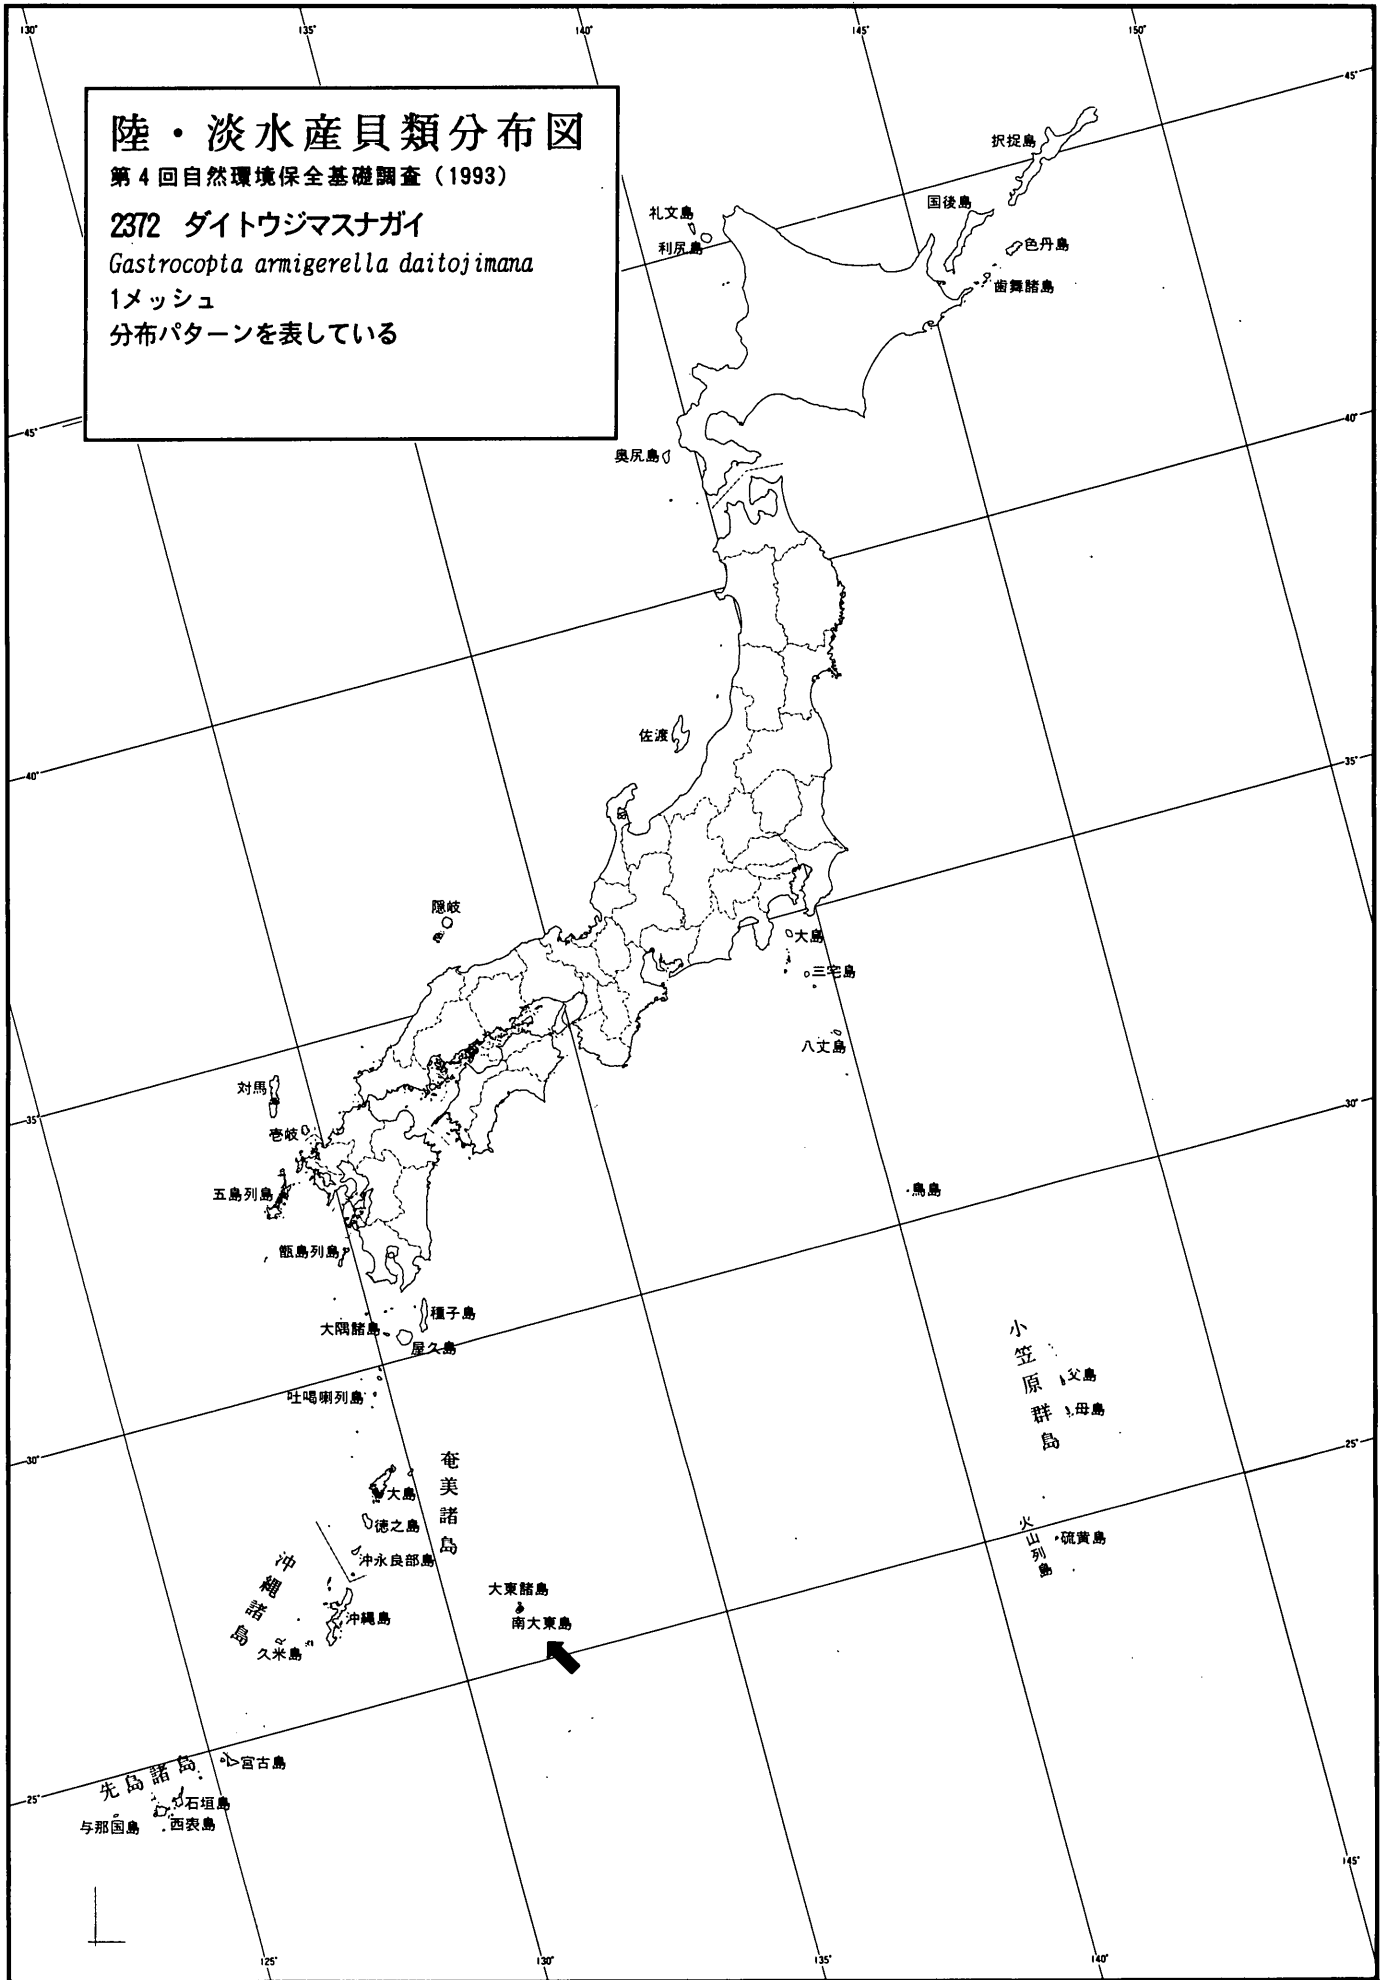 130°
135°
140°
145°
150°
陸・淡水産貝類分布図
第4回自然環境保全基礎調査（1993）
2372 ダイトウジマスナガイ
Gastrocopta armigerella daitojimana
1メッシュ
分布パターンを表している
45°
択捉島
国後島
色丹島
歯舞諸島
礼文島
利尻島
45°
40°
奥尻島
佐渡
40°
35°
隠岐
大島
三宅島
八丈島
対馬
35°
壱岐
30°
五島列島
鳥島
甑島列島
種子島
大隅諸島
屋久島
吐噶喇列島
小笠原群島
父島
母島
30°
25°
奄美諸島
大島
徳之島
沖永良部島
火山列島
硫黄島
沖縄諸島
沖縄島
久米島
大東諸島
南大東島
先島諸島
宮古島
石垣島
西表島
与那国島
25°
145°
125°
130°
135°
140°